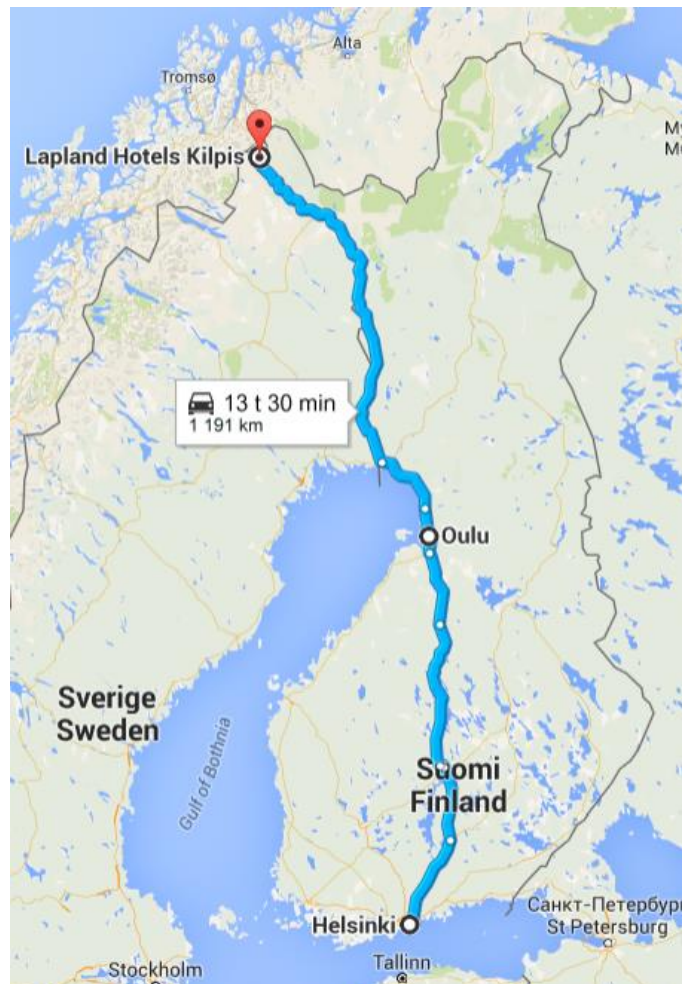 Alta
Tromsø
Lapland Hotels Kilpis
13 t 30 min
1 191 km
Oulu
Sverige
Sweden
Gulf of Bothnia
Suomi
Finland
Helsinki
Санкт-Петербург
St Petersburg
Tallinn
Stockholm